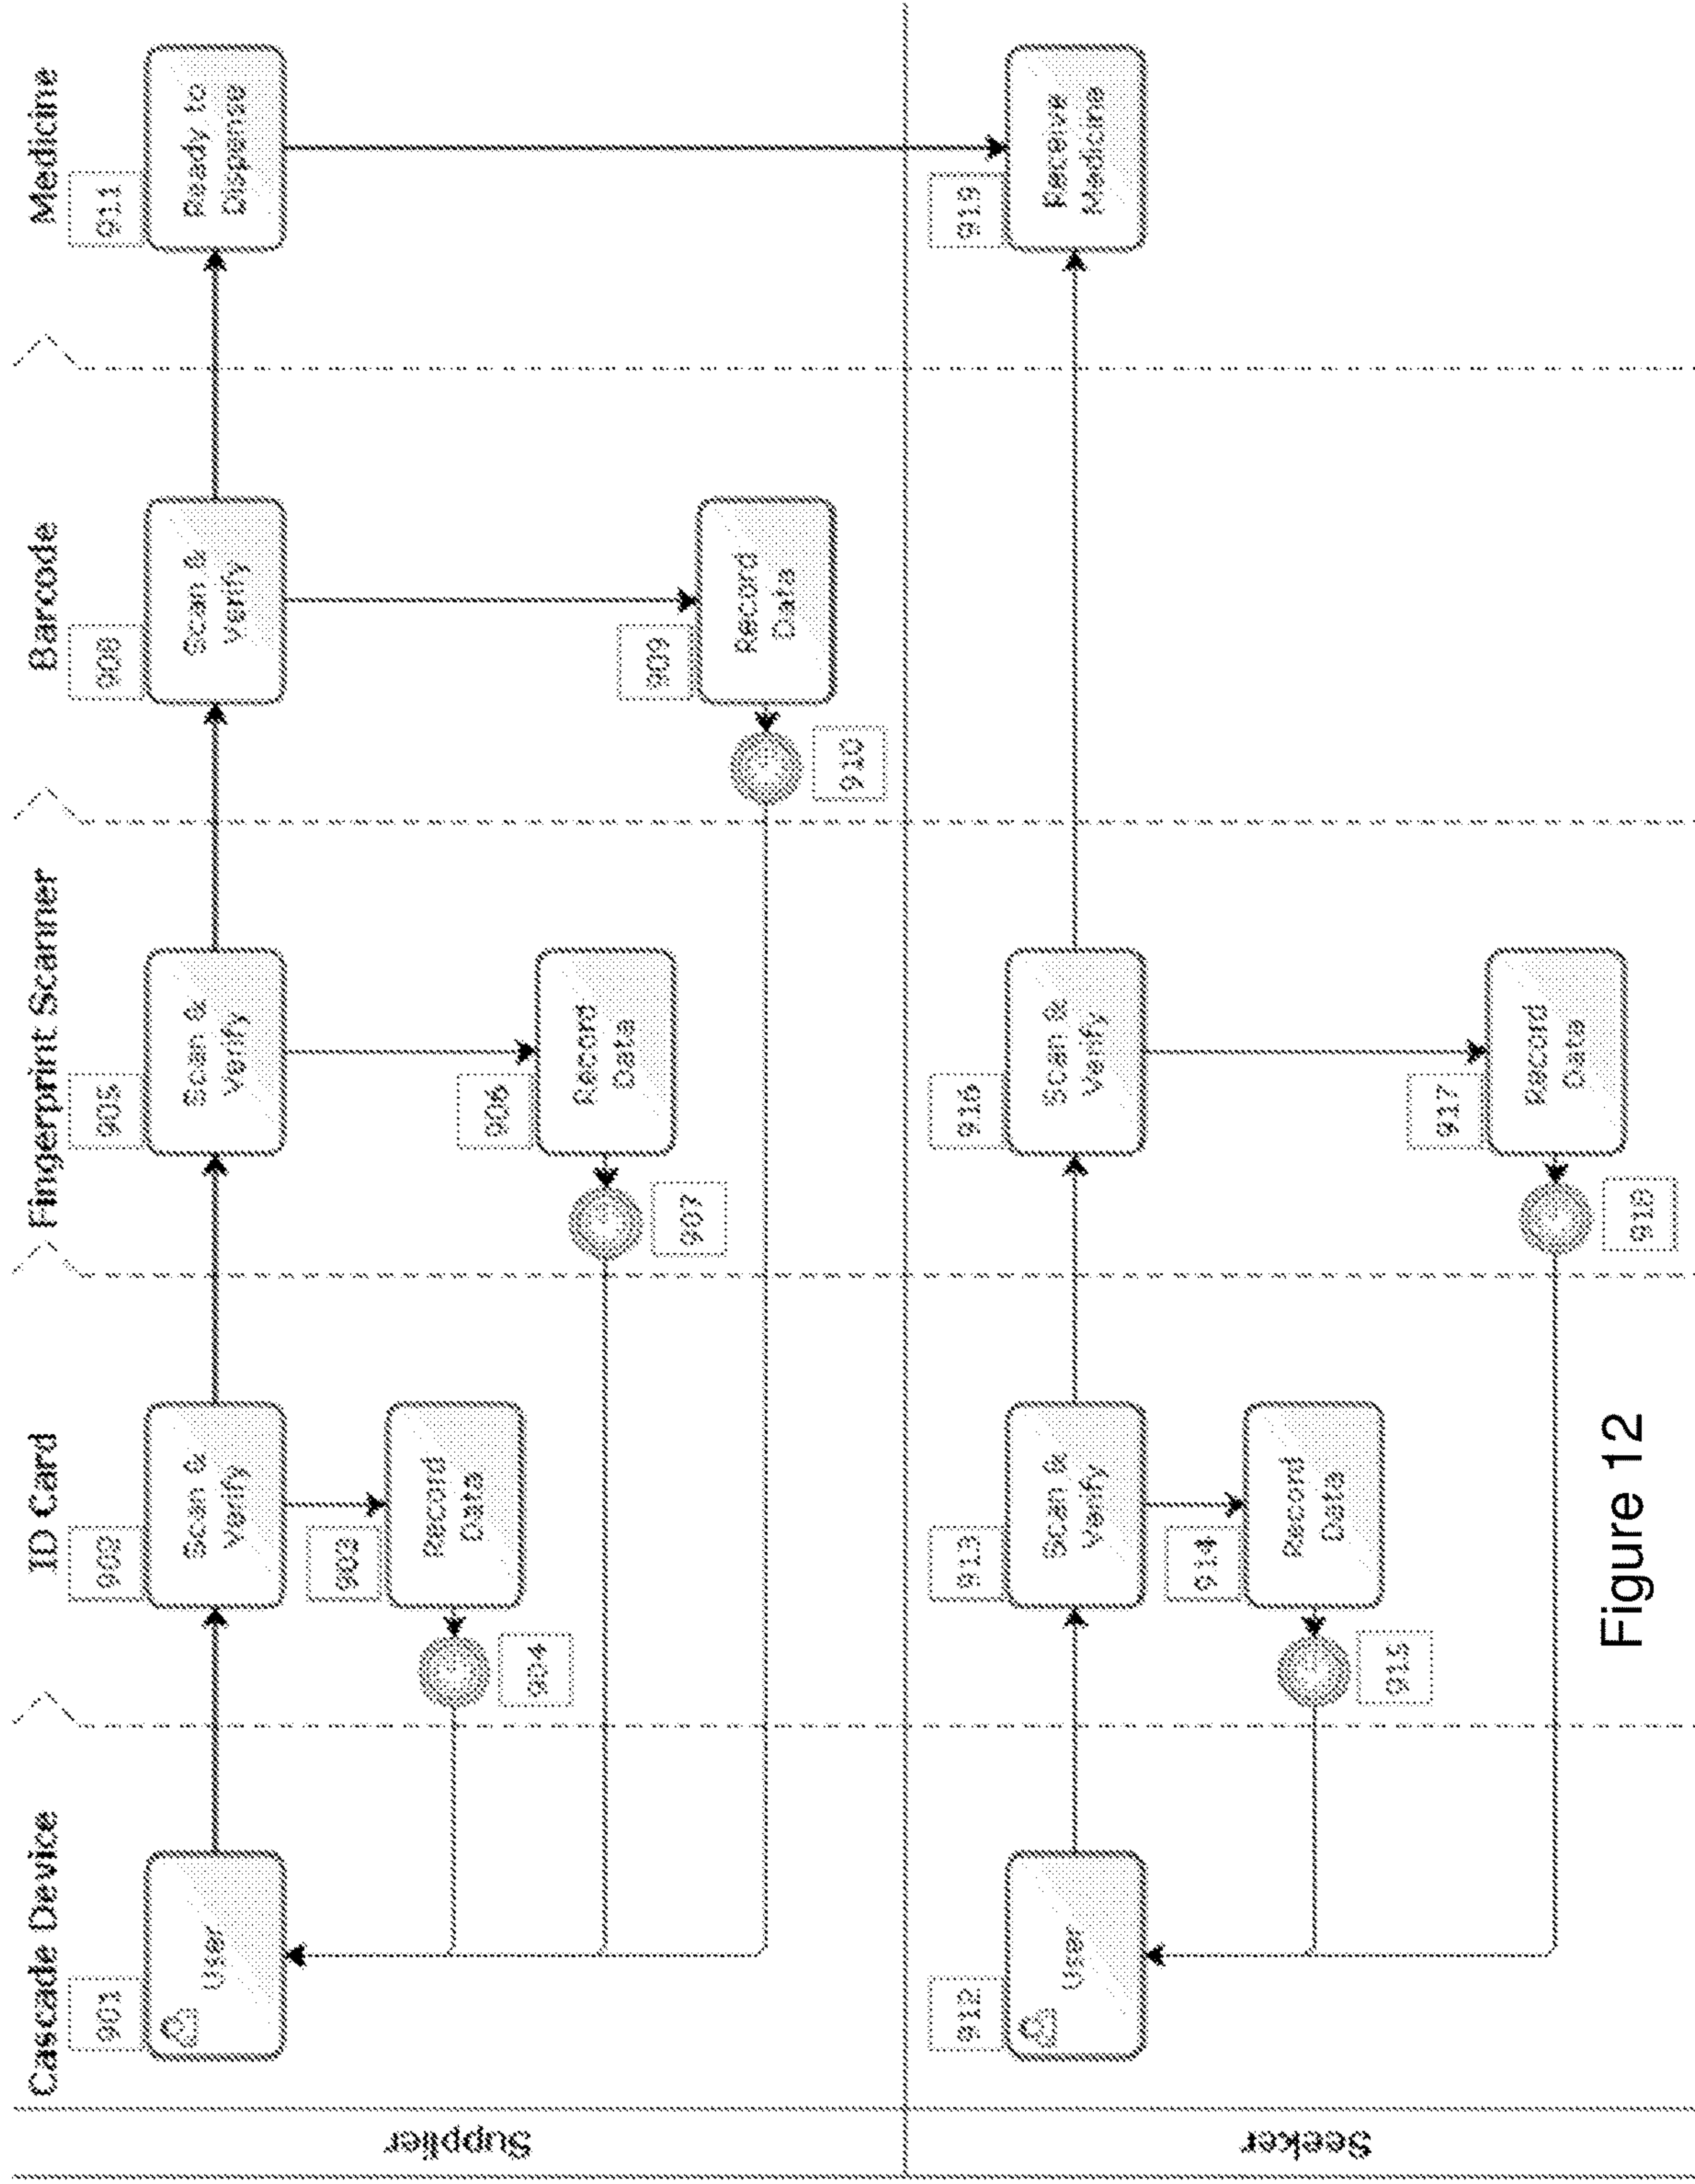 Cascade Device
ID Card
Fingerprint Scanner
Barcode
Medicine
Supplier
901
User
902
Scan &
Verify
903
Record
Data
904
905
Scan &
Verify
906
Record
Data
907
908
Scan &
Verify
909
Record
Data
910
911
Ready to
Dispense
Seeker
912
User
913
Scan &
Verify
914
Record
Data
915
916
Scan &
Verify
917
Record
Data
918
919
Receive
Medicine
Figure 12